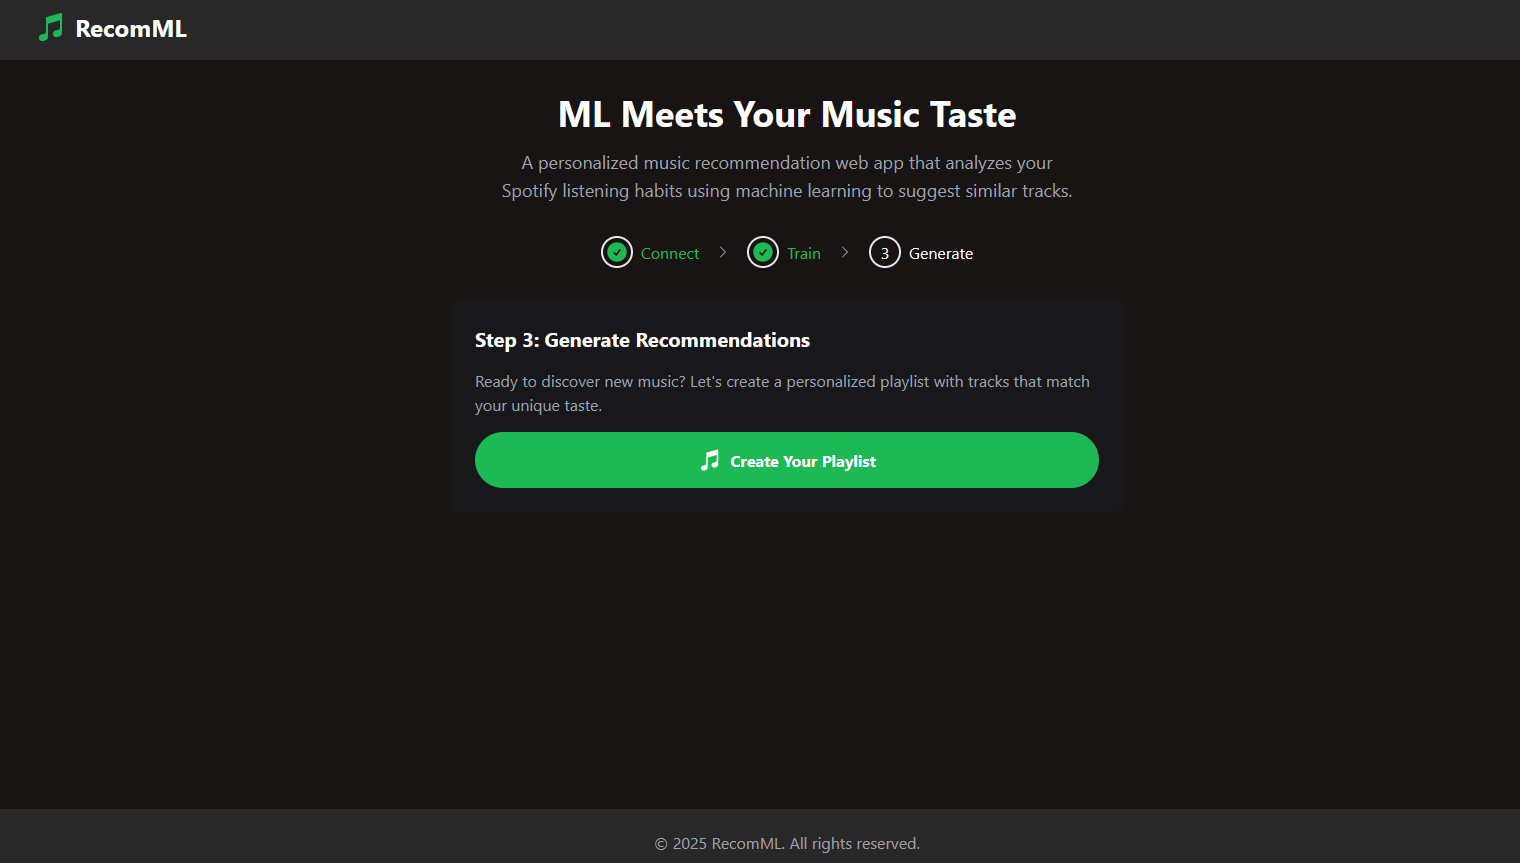 RecomML
ML Meets Your Music Taste
A personalized music recommendation web app that analyzes your
Spotify listening habits using machine learning to suggest similar tracks.
Connect > Train > 3 Generate
Step 3: Generate Recommendations
Ready to discover new music? Let's create a personalized playlist with tracks that match
your unique taste.
Create Your Playlist
© 2025 RecomML. All rights reserved.